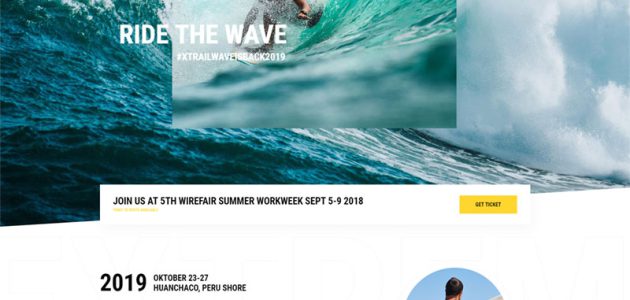 RIDE THE WAVE
#XTRAILWAVEISBACK2019
JOIN US AT 5TH WIREFAIR SUMMER WORKWEEK SEPT 5-9 2018
GET TICKET
2019
OKTOBER 23-27
HUANCHACO, PERU SHORE